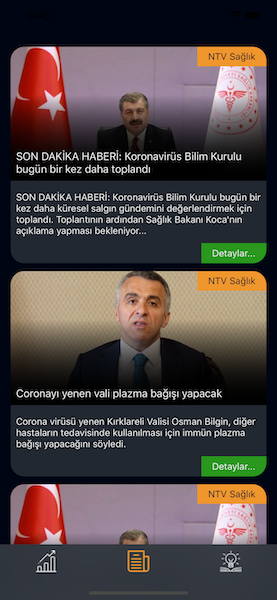 NTV Sağlık
SON DAKİKA HABERİ: Koronavirüs Bilim Kurulu
bugün bir kez daha toplandı
SON DAKİKA HABERİ: Koronavirüs Bilim Kurulu bugün bir
kez daha küresel salgın gündemini değerlendirmek için
toplandı. Toplantının ardından Sağlık Bakanı Koca'nın
açıklama yapması bekleniyor...
Detaylar...
NTV Sağlık
Coronayı yenen vali plazma bağışı yapacak
Corona virüsü yenen Kırklareli Valisi Osman Bilgin, diğer
hastaların tedavisinde kullanılması için immün plazma
bağışı yapacağını söyledi.
Detaylar...
NTV Sağlık